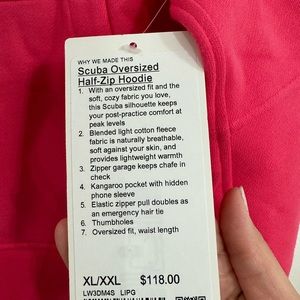 WHY WE MADE THIS
Scuba Oversized
Half-Zip Hoodie
1. With an oversized fit and the
soft, cozy fabric you love,
this Scuba silhouette keeps
your post-practice comfort at
peak levels
2. Blended light cotton fleece
fabric is naturally breathable,
soft against your skin, and
provides lightweight warmth
3. Zipper garage keeps chafe in
check
4. Kangaroo pocket with hidden
phone sleeve
5. Elastic zipper pull doubles as
an emergency hair tie
6. Thumbholes
7. Oversized fit, waist length
XL/XXL $118.00
LW3DM4S LIPG